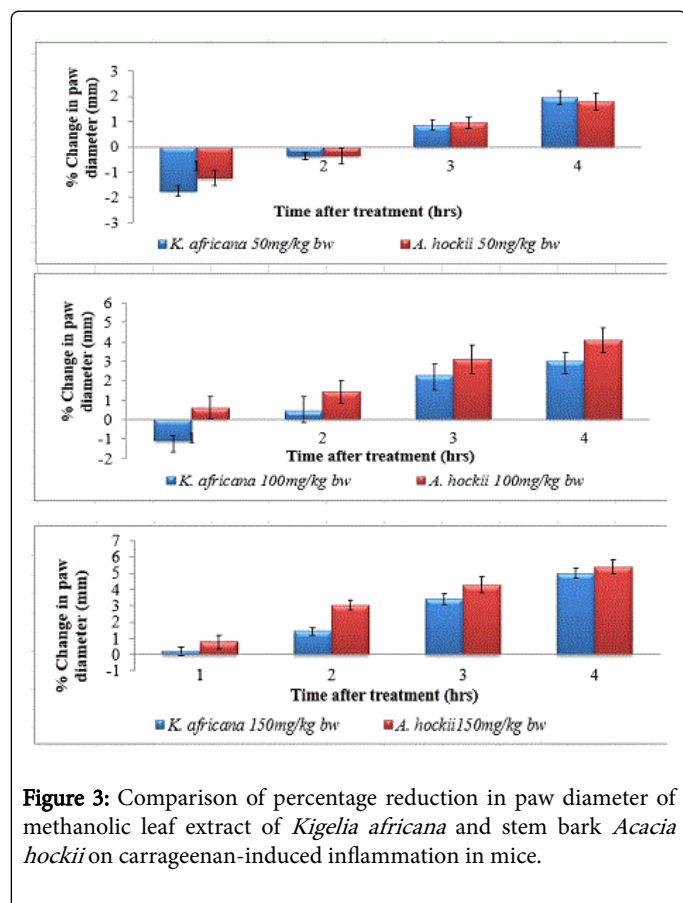 3
2
1
0
-1
-2
-3
% Change in paw
diameter (mm)
1
2
3
4
Time after treatment (hrs)
K. africana 50mg/kg bw
A. hockii 50mg/kg bw
6
5
4
3
2
1
0
-1
-2
% Change in paw
diameter (mm)
1
2
3
4
Time after treatment (hrs)
K. africana 100mg/kg bw
A. hockii 100mg/kg bw
7
6
5
4
3
2
1
0
-1
% Change in paw
diameter (mm)
1
2
3
4
Time after treatment (hrs)
K. africana 150mg/kg bw
A. hockii150mg/kg bw
Figure 3: Comparison of percentage reduction in paw diameter of
methanolic leaf extract of Kigelia africana and stem bark Acacia
hockii on carrageenan-induced inflammation in mice.